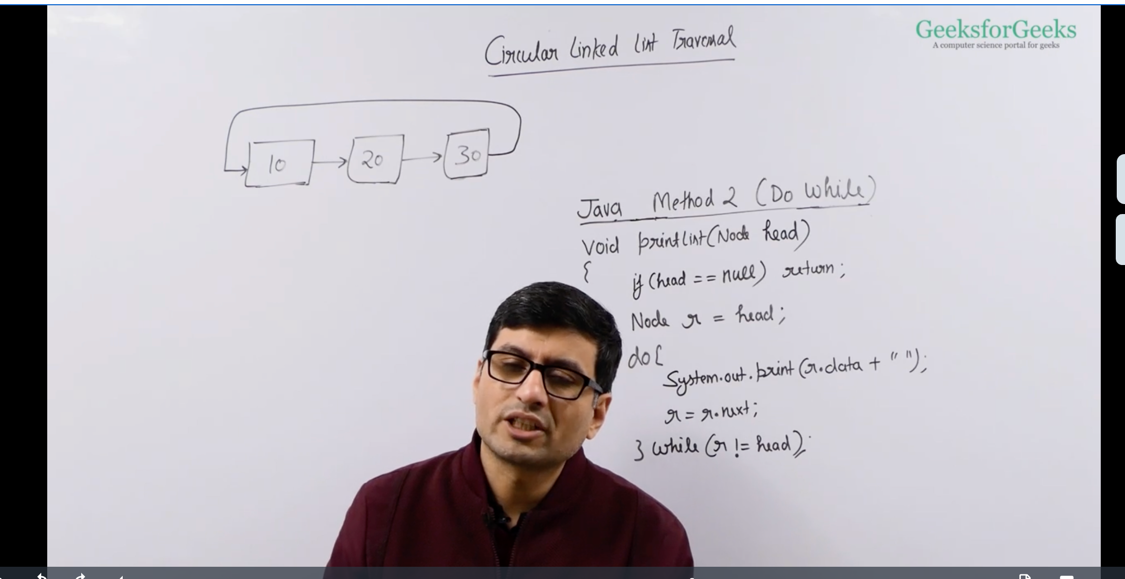 GeeksforGeeks
A computer science portal for geeks
Circular Linked List Traversal
10
20
30
Java Method 2 (Do While)
void printlist(Node head)
{
if (head == null) return;
Node r = head;
do{
System.out.print(r.data + " ");
r = r.next;
} while (r != head);